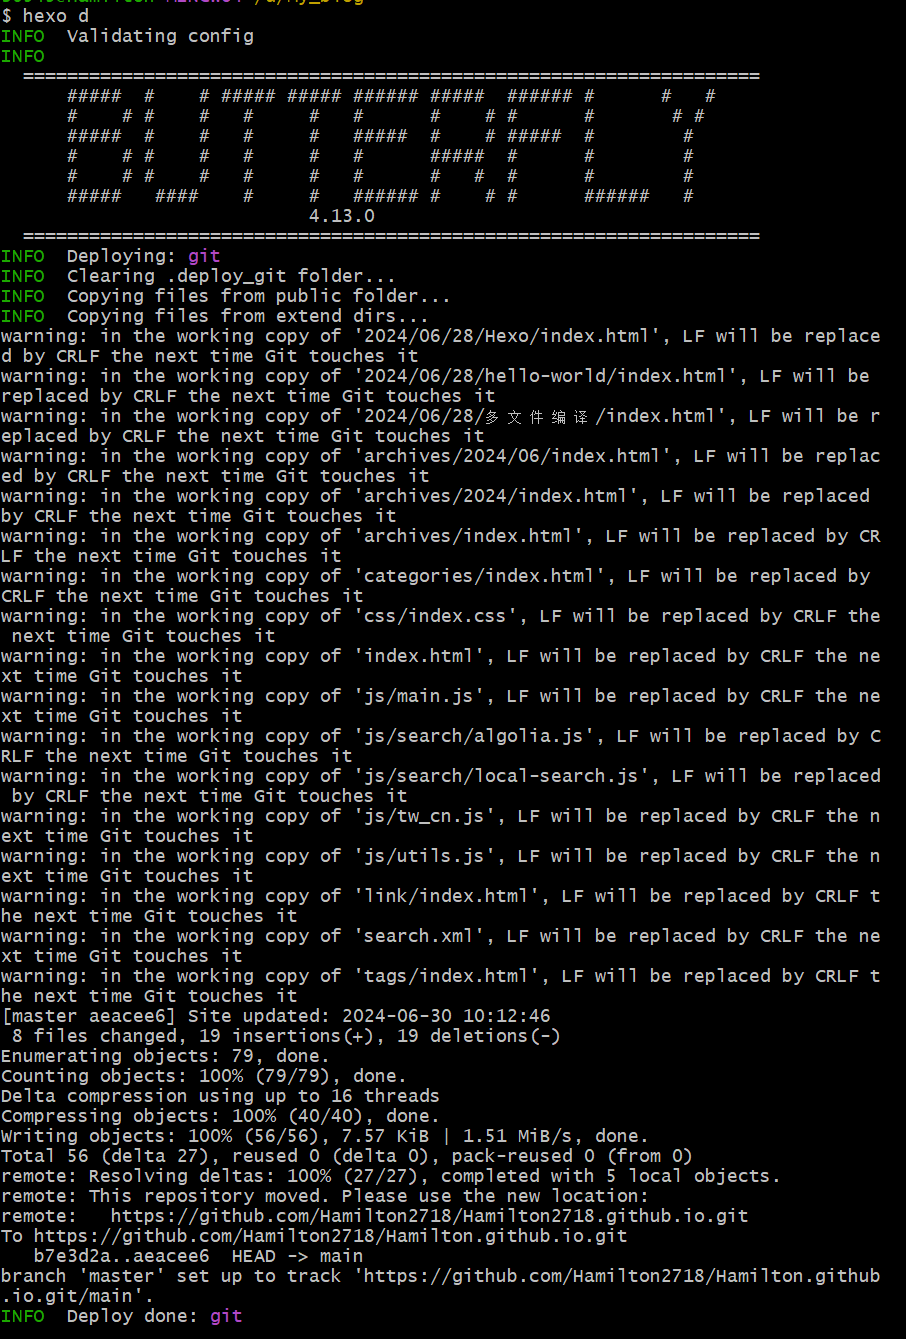 $ hexo d
INFO  Validating config
INFO
  ===================================================================
      #####  #    # ##### ##### ###### #####  ###### #      #   #
      #    # #    #   #     #   #      #    # #      #       # #
      #####  #    #   #     #   #####  #    # #####  #        #
      #    # #    #   #     #   #      #####  #      #        #
      #    # #    #   #     #   #      #   #  #      #        #
      #####   ####    #     #   ###### #    # #      ######   #
                            4.13.0
  ===================================================================
INFO  Deploying: git
INFO  Clearing .deploy_git folder...
INFO  Copying files from public folder...
INFO  Copying files from extend dirs...
warning: in the working copy of '2024/06/28/Hexo/index.html', LF will be replace
d by CRLF the next time Git touches it
warning: in the working copy of '2024/06/28/hello-world/index.html', LF will be
replaced by CRLF the next time Git touches it
warning: in the working copy of '2024/06/28/多文件编译/index.html', LF will be r
eplaced by CRLF the next time Git touches it
warning: in the working copy of 'archives/2024/06/index.html', LF will be replac
ed by CRLF the next time Git touches it
warning: in the working copy of 'archives/2024/index.html', LF will be replaced
by CRLF the next time Git touches it
warning: in the working copy of 'archives/index.html', LF will be replaced by CR
LF the next time Git touches it
warning: in the working copy of 'categories/index.html', LF will be replaced by
CRLF the next time Git touches it
warning: in the working copy of 'css/index.css', LF will be replaced by CRLF the
 next time Git touches it
warning: in the working copy of 'index.html', LF will be replaced by CRLF the ne
xt time Git touches it
warning: in the working copy of 'js/main.js', LF will be replaced by CRLF the ne
xt time Git touches it
warning: in the working copy of 'js/search/algolia.js', LF will be replaced by C
RLF the next time Git touches it
warning: in the working copy of 'js/search/local-search.js', LF will be replaced
 by CRLF the next time Git touches it
warning: in the working copy of 'js/tw_cn.js', LF will be replaced by CRLF the n
ext time Git touches it
warning: in the working copy of 'js/utils.js', LF will be replaced by CRLF the n
ext time Git touches it
warning: in the working copy of 'link/index.html', LF will be replaced by CRLF t
he next time Git touches it
warning: in the working copy of 'search.xml', LF will be replaced by CRLF the ne
xt time Git touches it
warning: in the working copy of 'tags/index.html', LF will be replaced by CRLF t
he next time Git touches it
[master aeacee6] Site updated: 2024-06-30 10:12:46
 8 files changed, 19 insertions(+), 19 deletions(-)
Enumerating objects: 79, done.
Counting objects: 100% (79/79), done.
Delta compression using up to 16 threads
Compressing objects: 100% (40/40), done.
Writing objects: 100% (56/56), 7.57 KiB | 1.51 MiB/s, done.
Total 56 (delta 27), reused 0 (delta 0), pack-reused 0 (from 0)
remote: Resolving deltas: 100% (27/27), completed with 5 local objects.
remote: This repository moved. Please use the new location:
remote:   https://github.com/Hamilton2718/Hamilton2718.github.io.git
To https://github.com/Hamilton2718/Hamilton.github.io.git
   b7e3d2a..aeacee6  HEAD -> main
branch 'master' set up to track 'https://github.com/Hamilton2718/Hamilton.github
.io.git/main'.
INFO  Deploy done: git